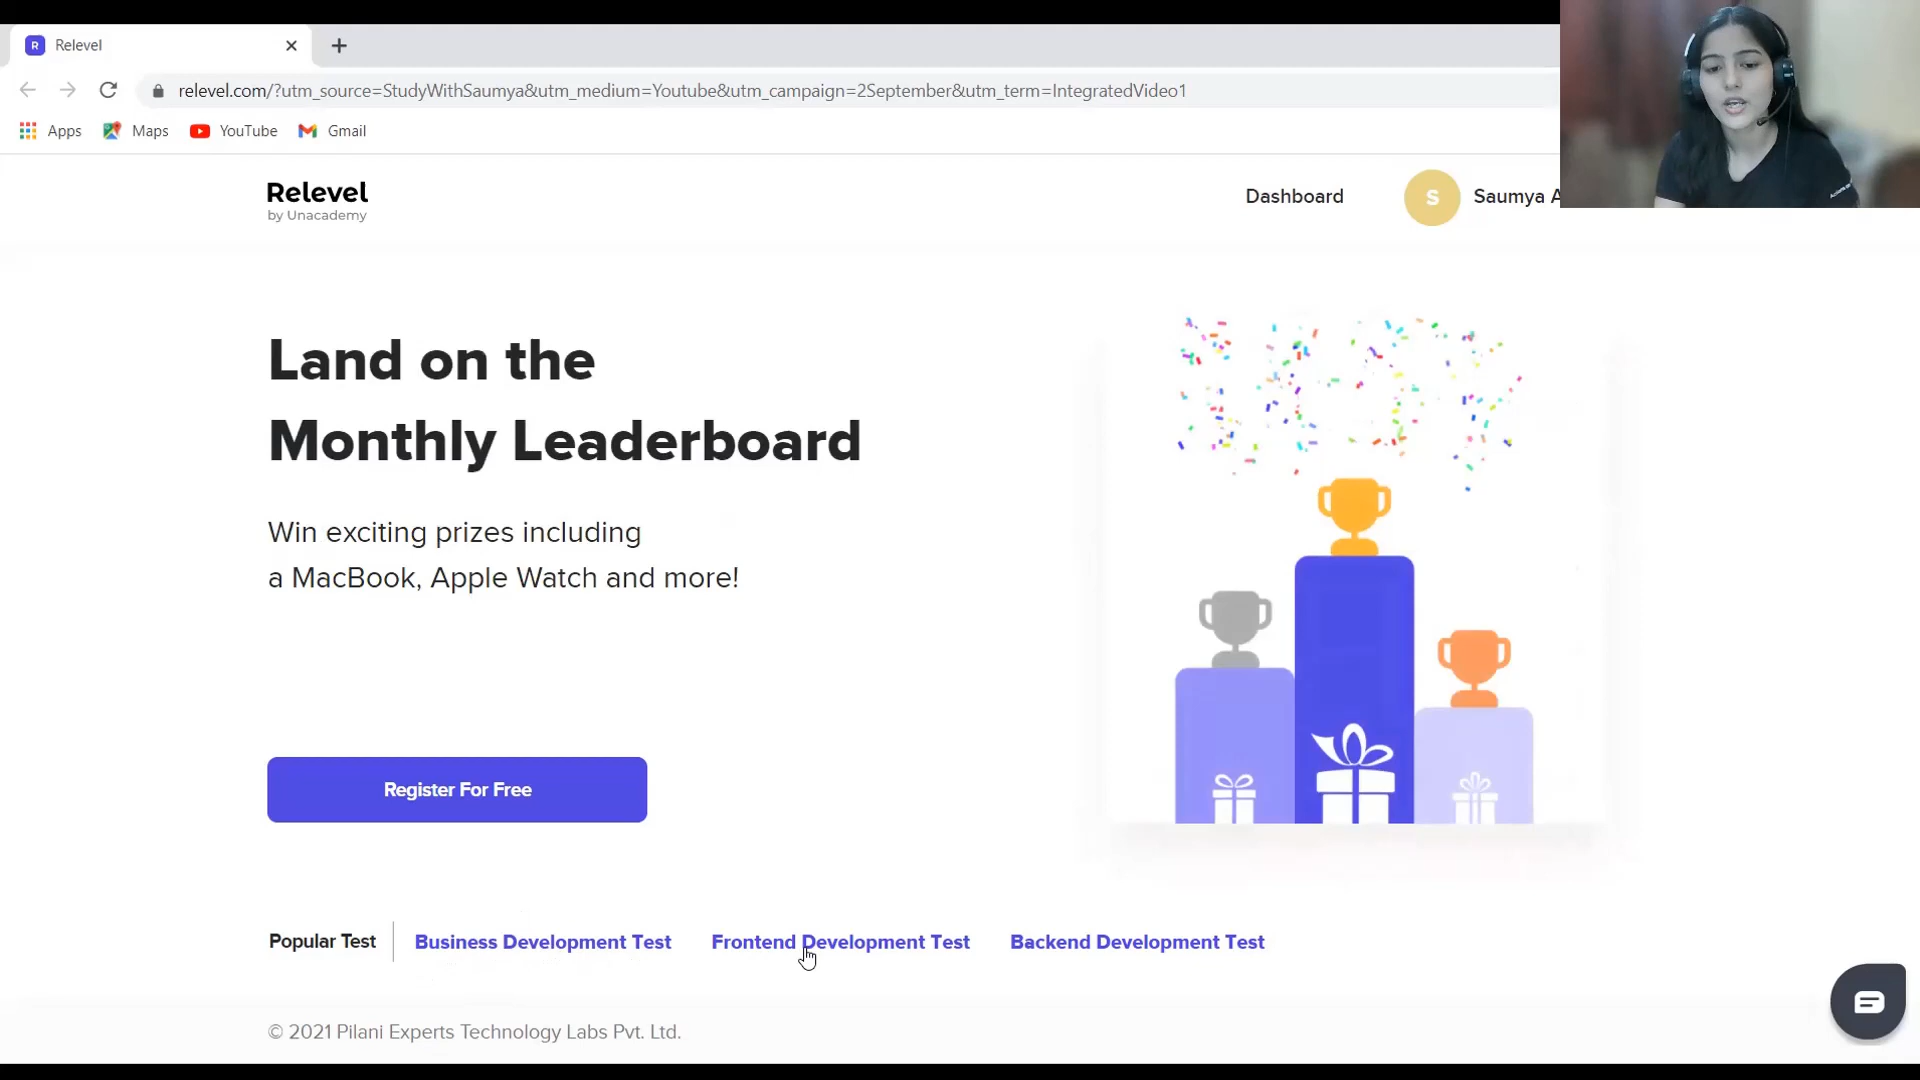 R Relevel
relevel.com/?utm_source=StudyWithSaumya&utm_medium=Youtube&utm_campaign=2September&utm_term=IntegratedVideo1
Apps Maps YouTube Gmail
Relevel
by Unacademy
Dashboard S Saumya A
Land on the
Monthly Leaderboard
Win exciting prizes including
a MacBook, Apple Watch and more!
Register For Free
Popular Test Business Development Test Frontend Development Test Backend Development Test
© 2021 Pilani Experts Technology Labs Pvt. Ltd.